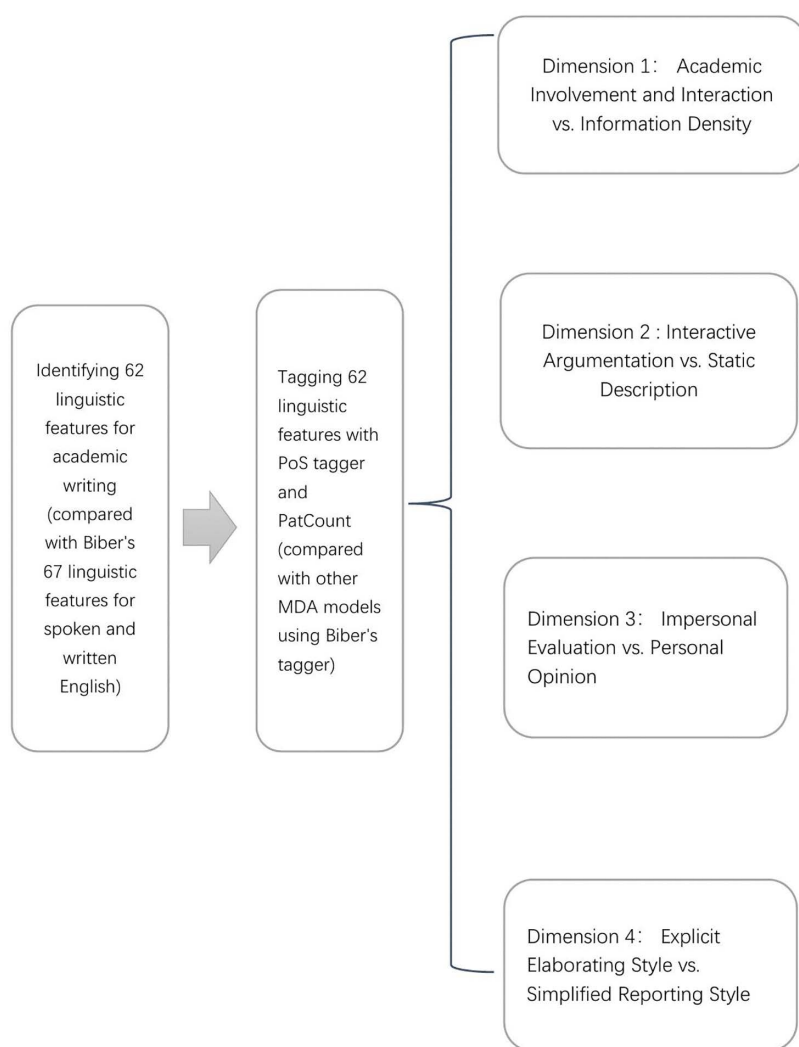 Identifying 62
linguistic
features for
academic
writing
(compared
with Biber's
67 linguistic
features for
spoken and
written
English)
Tagging 62
linguistic
features with
PoS tagger
and
PatCount
(compared
with other
MDA models
using Biber's
tagger)
Dimension 1： Academic
Involvement and Interaction
vs. Information Density
Dimension 2 : Interactive
Argumentation vs. Static
Description
Dimension 3： Impersonal
Evaluation vs. Personal
Opinion
Dimension 4： Explicit
Elaborating Style vs.
Simplified Reporting Style